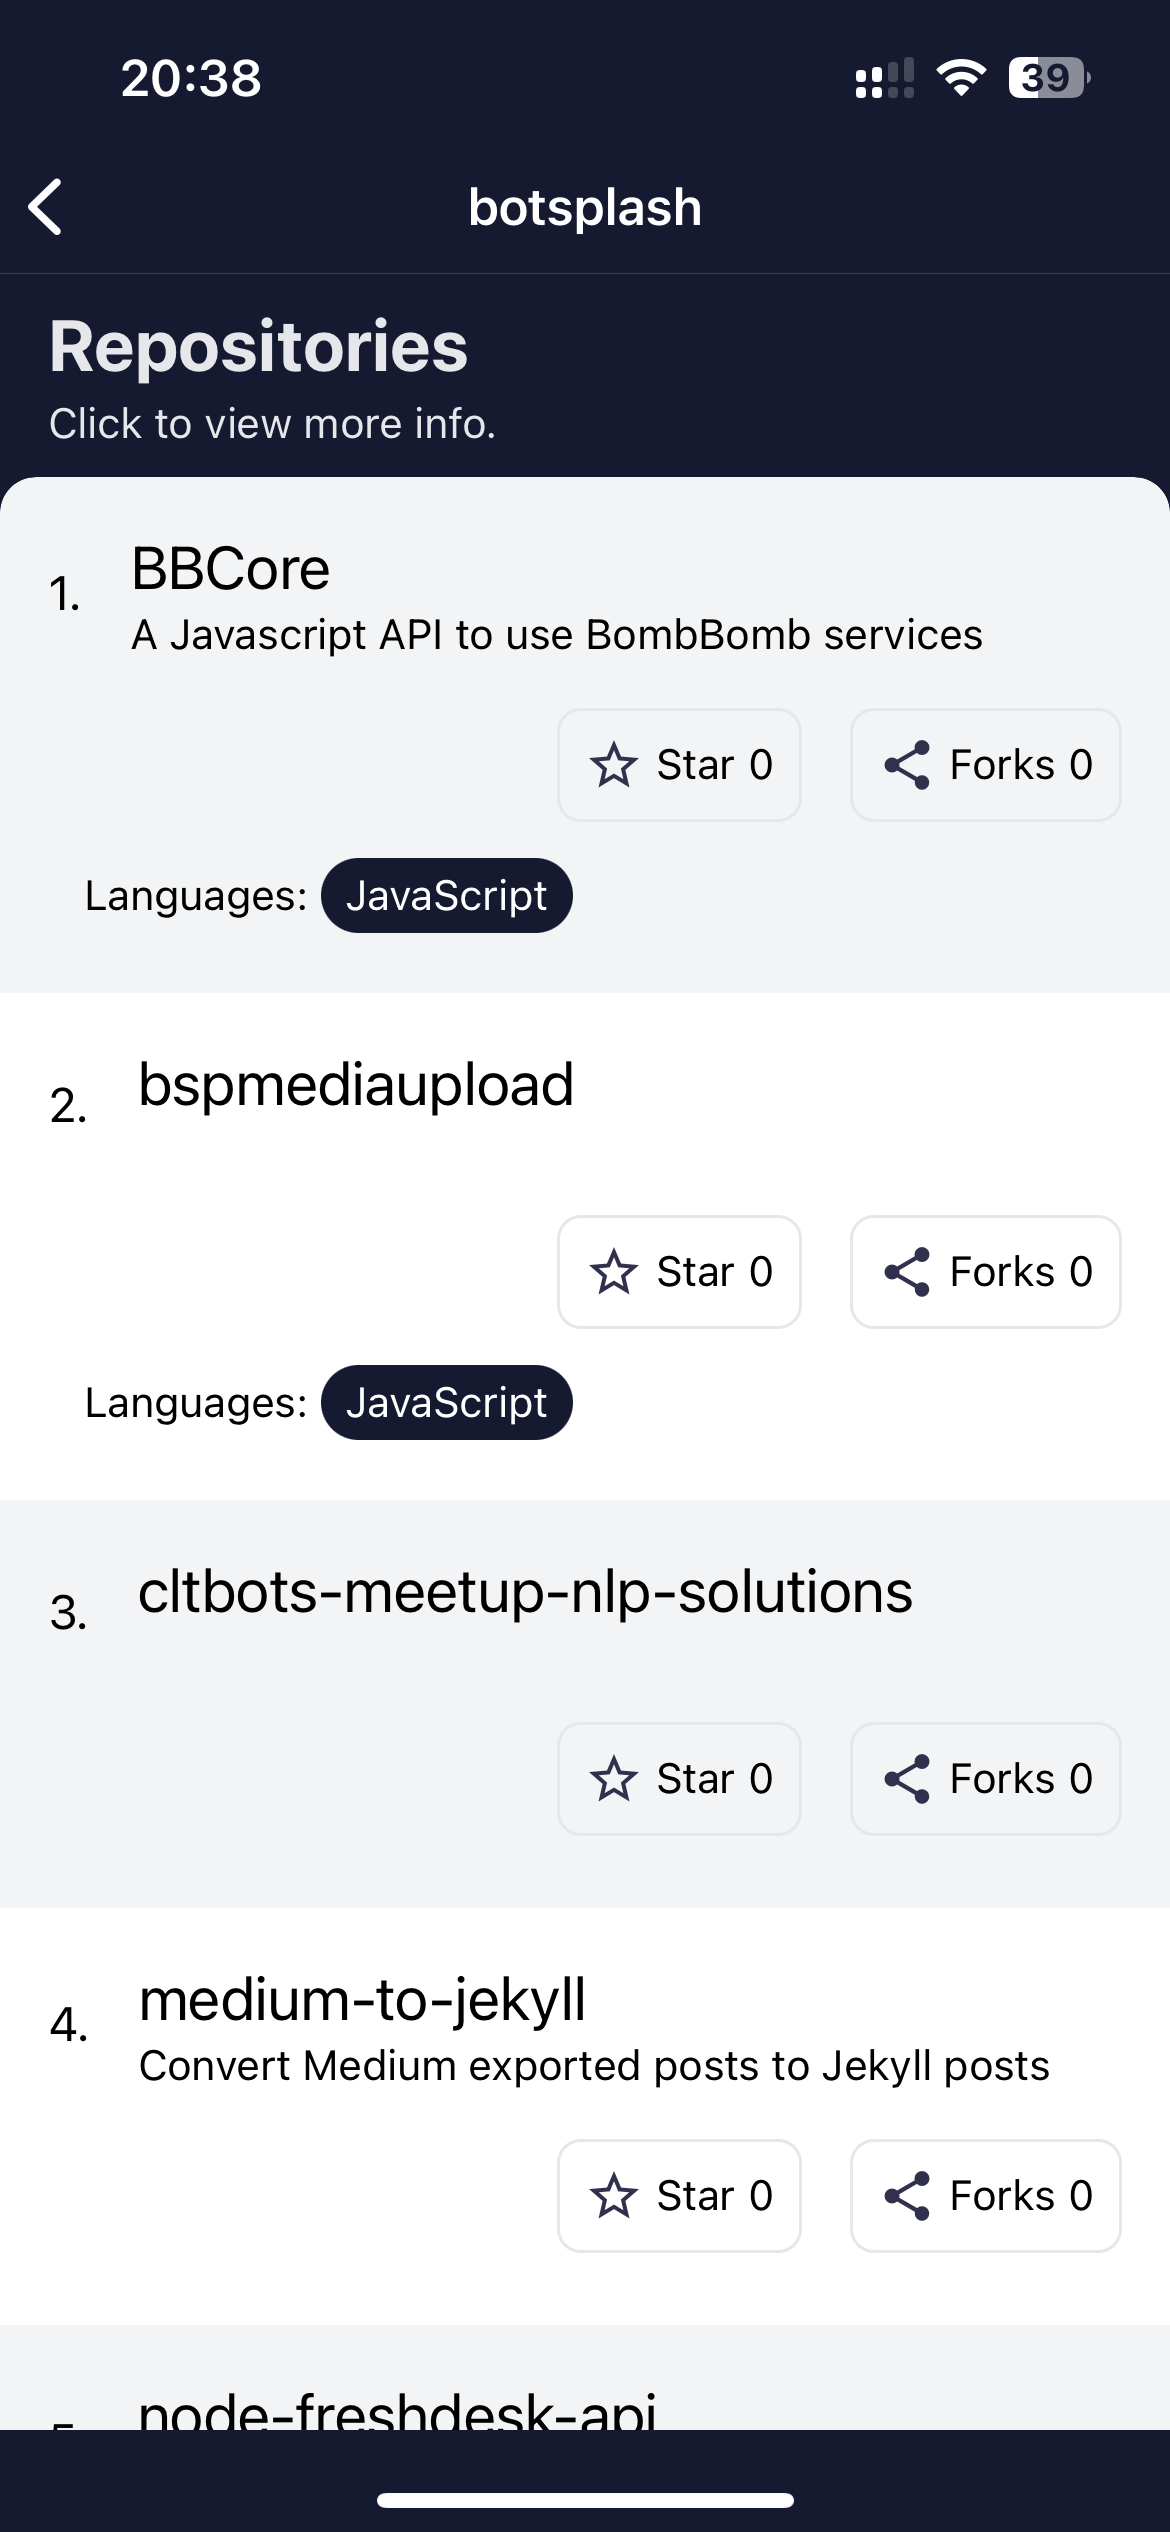 20:38
39
botsplash
Repositories
Click to view more info.
1.
BBCore
A Javascript API to use BombBomb services
Star 0
Forks 0
Languages: JavaScript
2.
bspmediaupload
Star 0
Forks 0
Languages: JavaScript
3.
cltbots-meetup-nlp-solutions
Star 0
Forks 0
4.
medium-to-jekyll
Convert Medium exported posts to Jekyll posts
Star 0
Forks 0
node-freshdesk-api